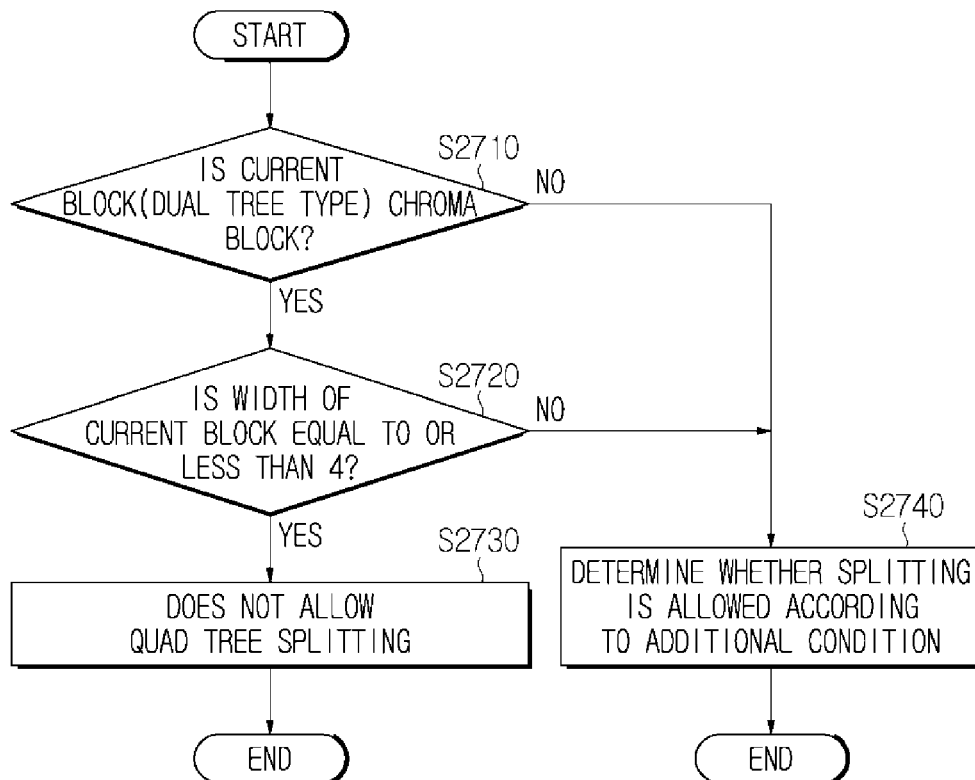 START
S2710
IS CURRENT
BLOCK(DUAL TREE TYPE) CHROMA
BLOCK?
NO
YES
S2720
IS WIDTH OF
CURRENT BLOCK EQUAL TO OR
LESS THAN 4?
NO
YES
S2730
DOES NOT ALLOW
QUAD TREE SPLITTING
S2740
DETERMINE WHETHER SPLITTING
IS ALLOWED ACCORDING
TO ADDITIONAL CONDITION
END
END